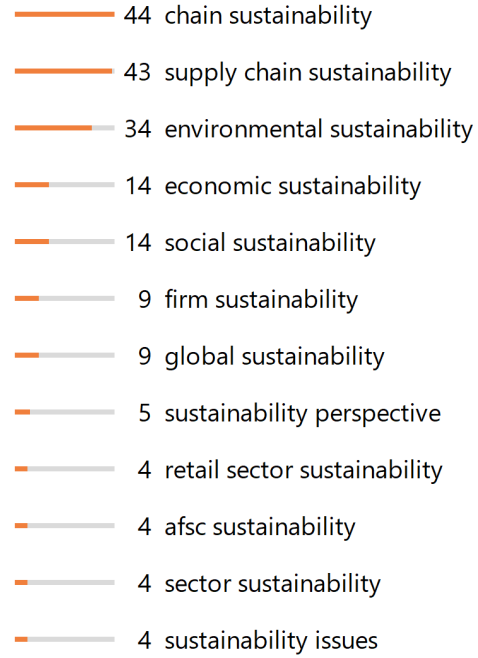 44 chain sustainability
43 supply chain sustainability
34 environmental sustainability
14 economic sustainability
14 social sustainability
9 firm sustainability
9 global sustainability
5 sustainability perspective
4 retail sector sustainability
4 afsc sustainability
4 sector sustainability
4 sustainability issues